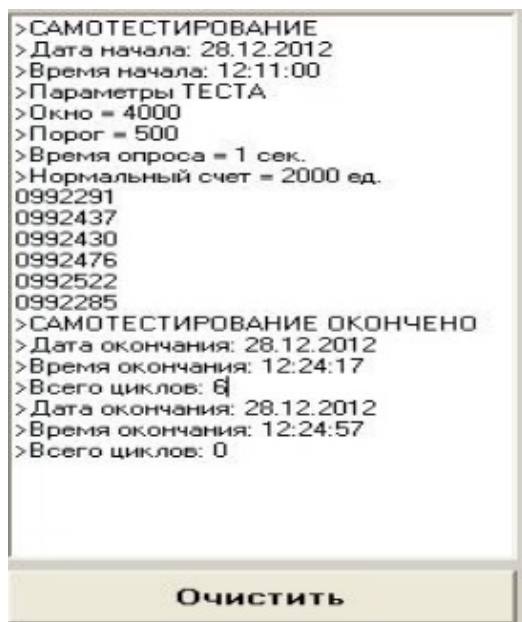 >САМОТЕСТИРОВАНИЕ
>Дата начала: 28.12.2012
>Время начала: 12:11:00
>Параметры ТЕСТА
>Окно = 4000
>Порог = 500
>Время опроса = 1 сек.
>Нормальный счет = 2000 ед.
0992291
0992437
0992430
0992476
0992522
0992285
>САМОТЕСТИРОВАНИЕ ОКОНЧЕНО
>Дата окончания: 28.12.2012
>Время окончания: 12:24:17
>Всего циклов: 6
>Дата окончания: 28.12.2012
>Время окончания: 12:24:57
>Всего циклов: 0
Очистить